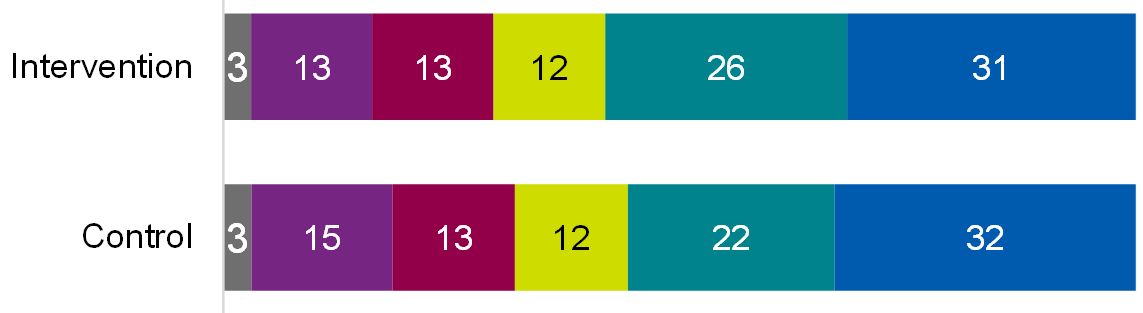 Intervention 3 13 13 12 26 31
Control 3 15 13 12 22 32